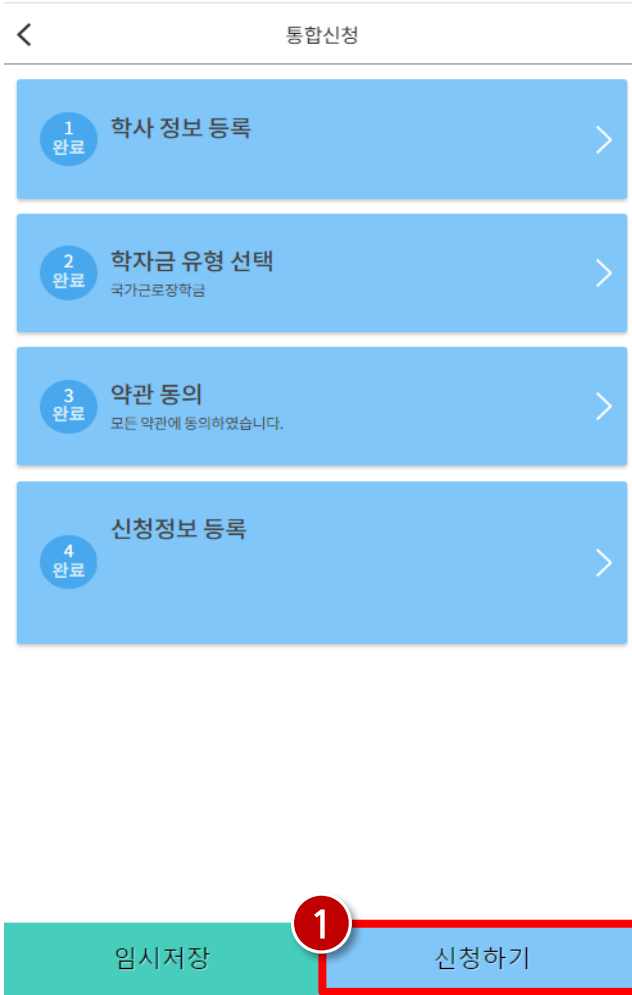 통합신청
1
완료
학사 정보 등록
2
완료
학자금 유형 선택
국가근로장학금
3
완료
약관 동의
모든 약관에 동의하였습니다.
4
완료
신청정보 등록
1
임시저장
신청하기